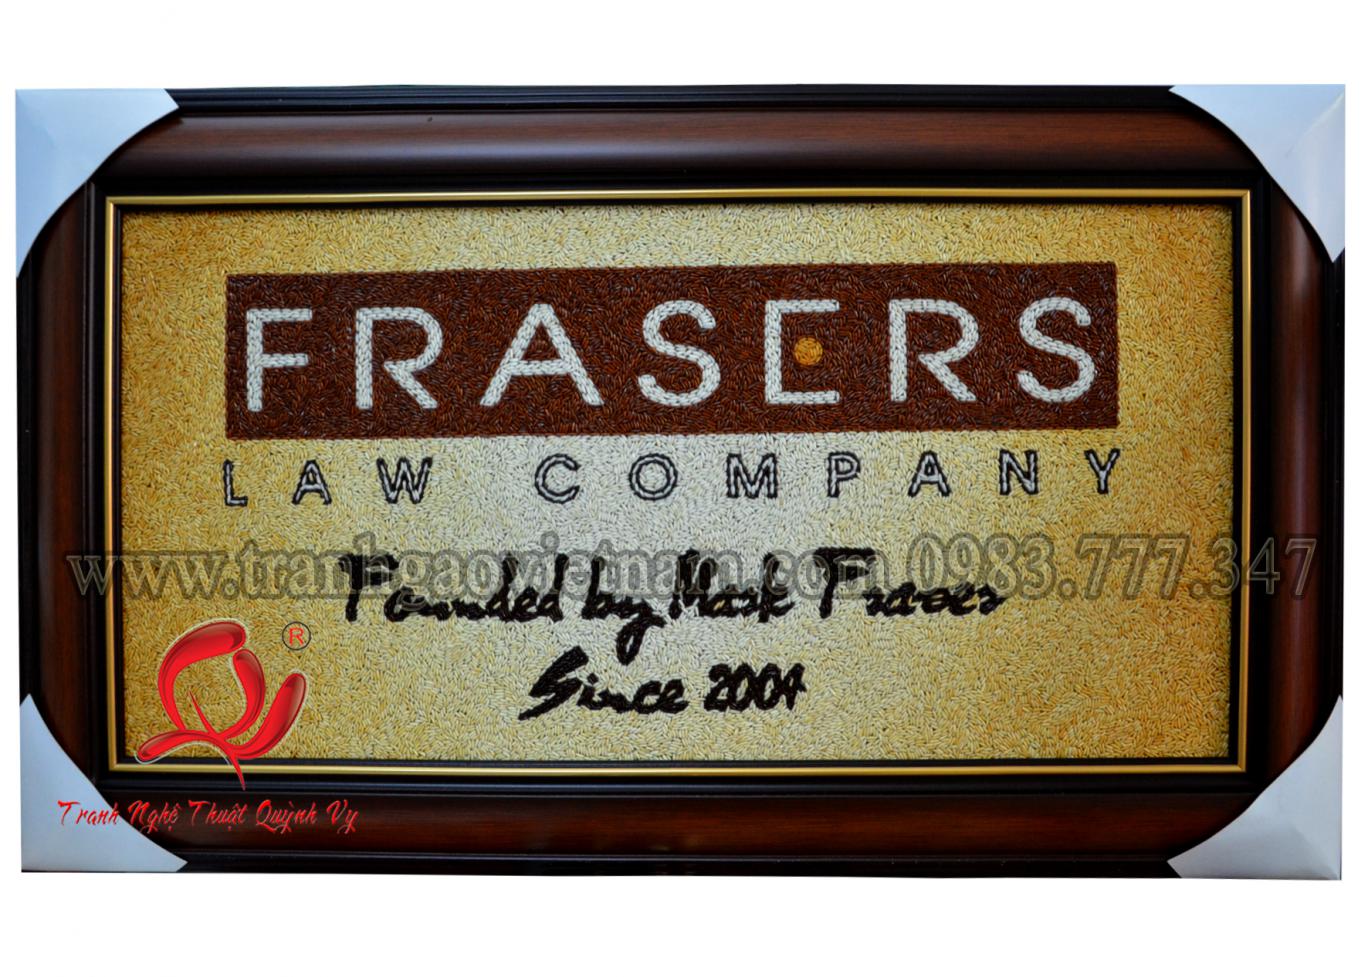 FRASERS
LAW COMPANY
www.tranhgaovietnam.com 0983.777.347
Founded by Mark Fraser
Since 2004
®
Tranh Nghệ Thuật Quỳnh Vy